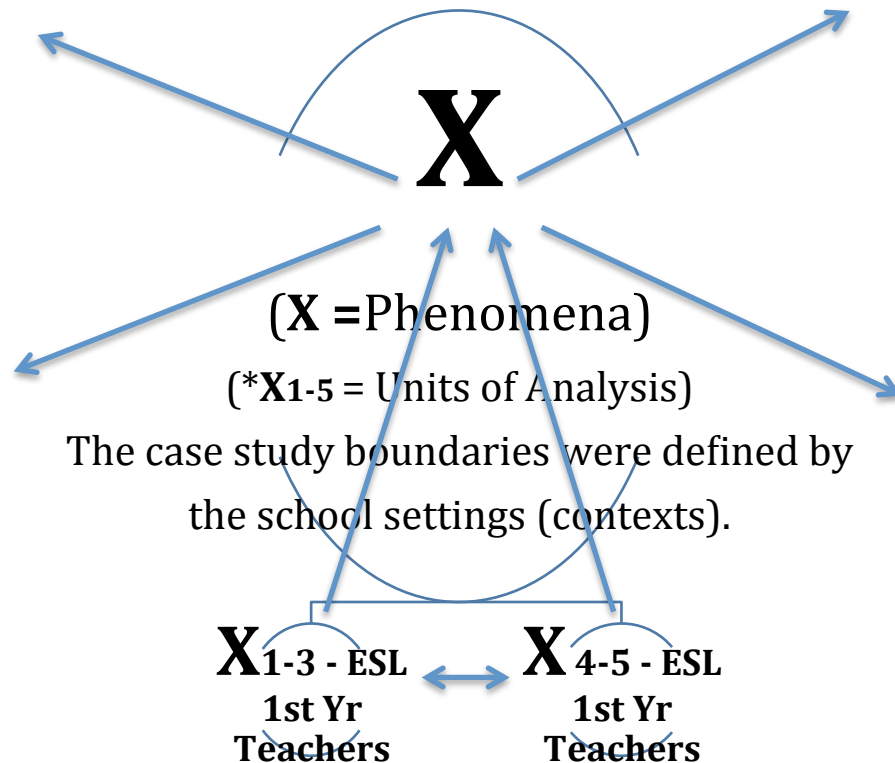 X
(X =Phenomena)
(*X1-5 = Units of Analysis)
The case study boundaries were defined by
the school settings (contexts).
X1-3 - ESL
1st Yr
Teachers
X 4-5 - ESL
1st Yr
Teachers